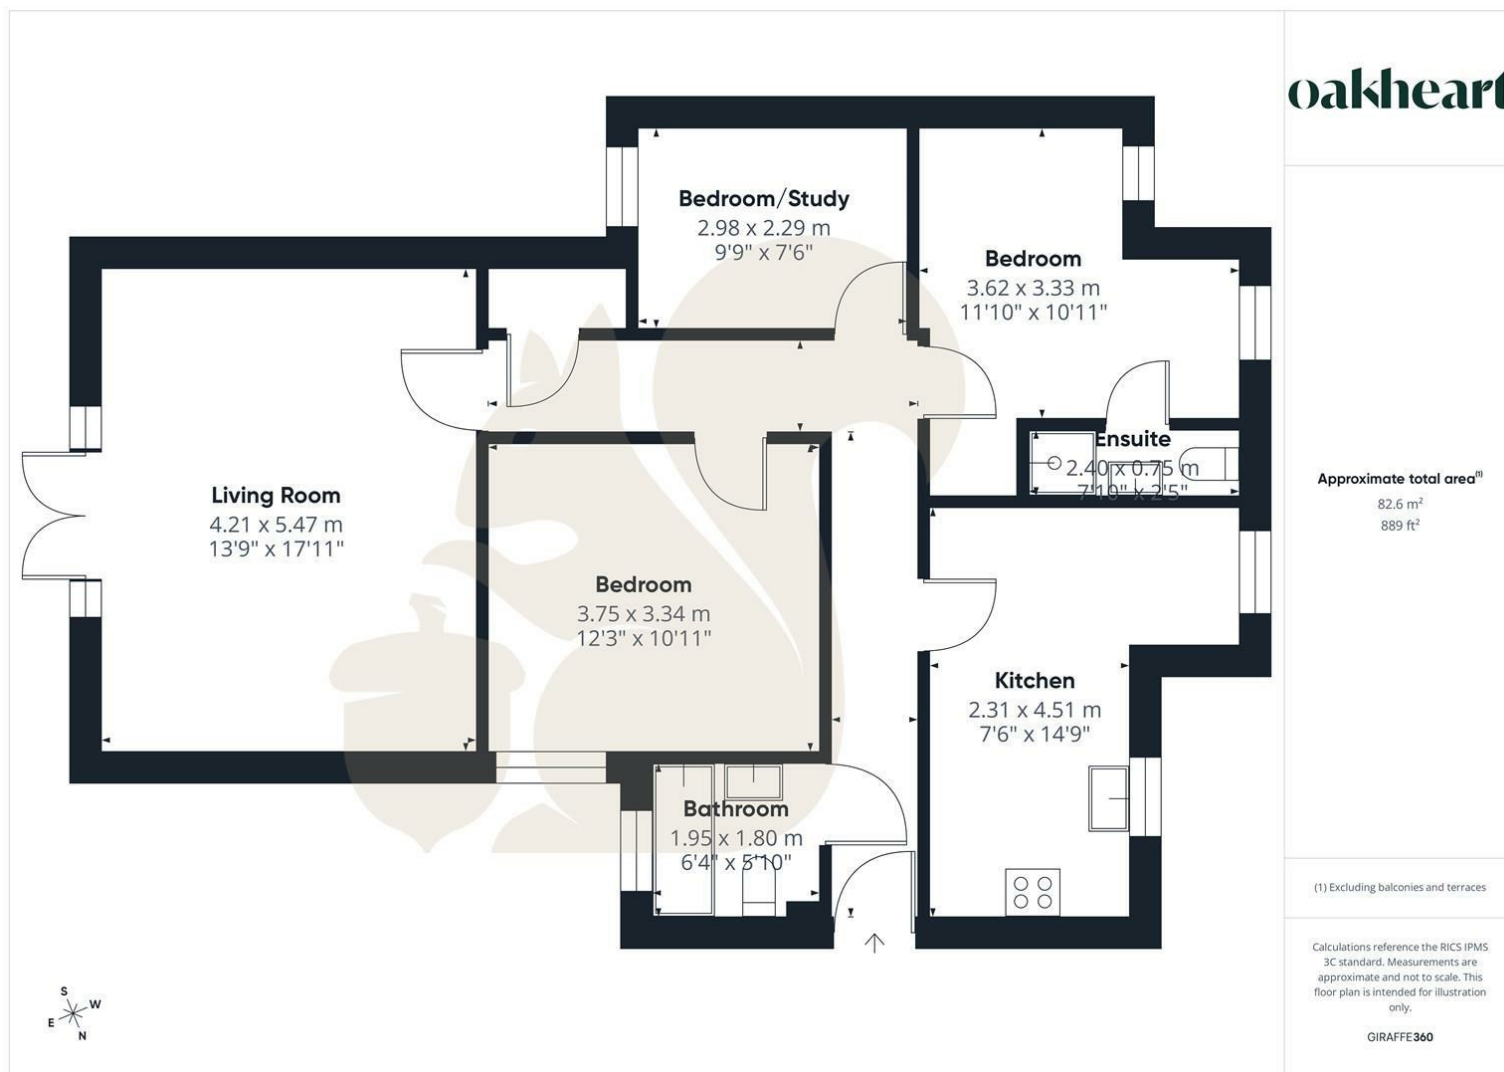 oakheart
Bedroom/Study
2.98 x 2.29 m
9'9" x 7'6"
Bedroom
3.62 x 3.33 m
11'10" x 10'11"
Ensuite
2.40 x 0.75 m
7'10" x 2'5"
Living Room
4.21 x 5.47 m
13'9" x 17'11"
Bedroom
3.75 x 3.34 m
12'3" x 10'11"
Kitchen
2.31 x 4.51 m
7'6" x 14'9"
Bathroom
1.95 x 1.80 m
6'4" x 5'10"
S
W
E
N
Approximate total area(1)
82.6 m²
889 ft²
(1) Excluding balconies and terraces
Calculations reference the RICS IPMS
3C standard. Measurements are
approximate and not to scale. This
floor plan is intended for illustration
only.
GIRAFFE360